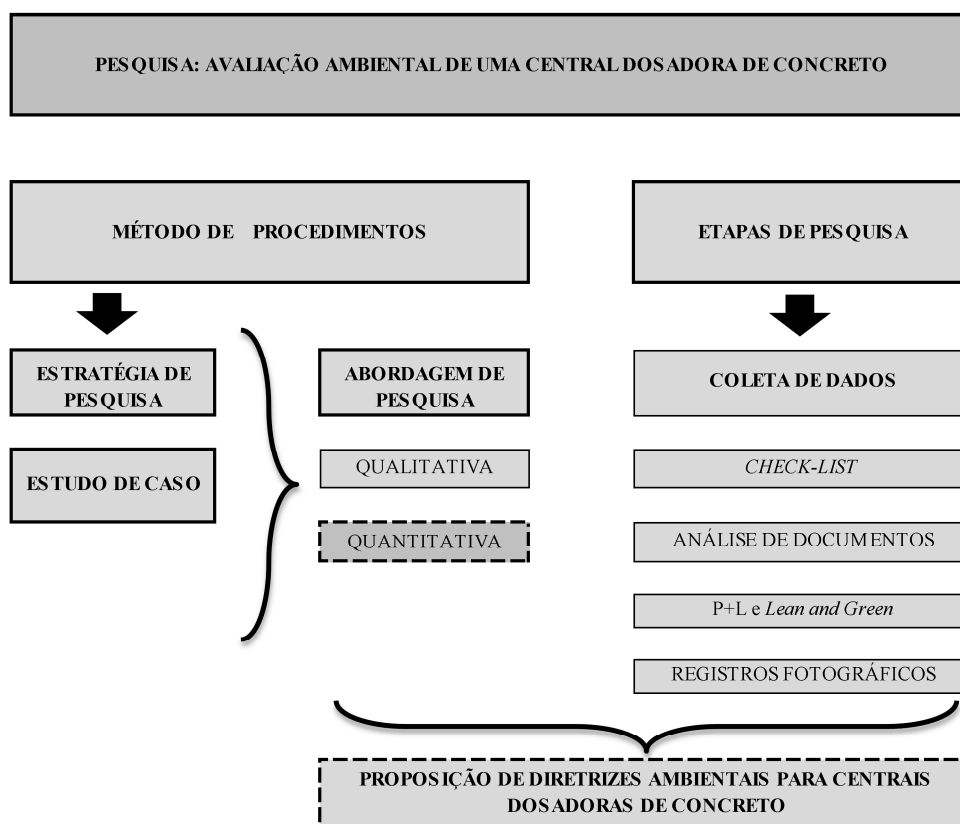 PESQUISA: AVALIAÇÃO AMBIENTAL DE UMA CENTRAL DOSADORA DE CONCRETO
MÉTODO DE PROCEDIMENTOS
ETAPAS DE PESQUISA
ESTRATÉGIA DE
PESQUISA
ESTUDO DE CASO
ABORDAGEM DE
PESQUISA
QUALITATIVA
QUANTITATIVA
COLETA DE DADOS
CHECK-LIST
ANÁLISE DE DOCUMENTOS
P+L e Lean and Green
REGISTROS FOTOGRÁFICOS
PROPOSIÇÃO DE DIRETRIZES AMBIENTAIS PARA CENTRAIS
DOSADORAS DE CONCRETO